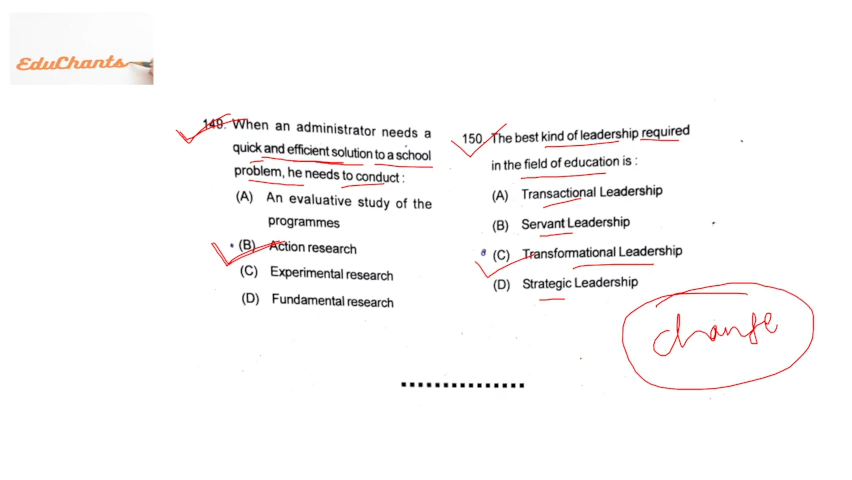 EduChants
149. When an administrator needs a
quick and efficient solution to a school
problem, he needs to conduct :
(A) An evaluative study of the
programmes
(B) Action research
(C) Experimental research
(D) Fundamental research
150. The best kind of leadership required
in the field of education is :
(A) Transactional Leadership
(B) Servant Leadership
(C) Transformational Leadership
(D) Strategic Leadership
change